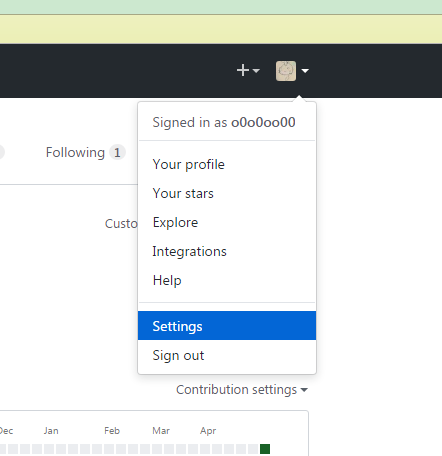 Signed in as o0o0oo00
Following 1
Your profile
Your stars
Custo
Explore
Integrations
Help
Settings
Sign out
Contribution settings
Dec Jan Feb Mar Apr